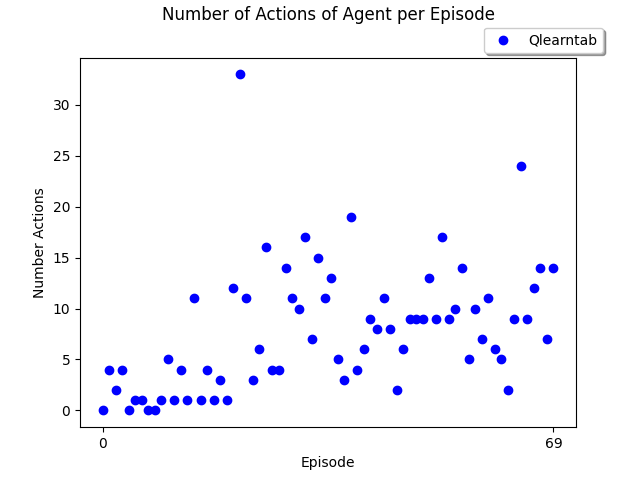 Number of Actions of Agent per Episode
Qlearntab
30
25
20
15
10
5
0
Number Actions
0 69
Episode